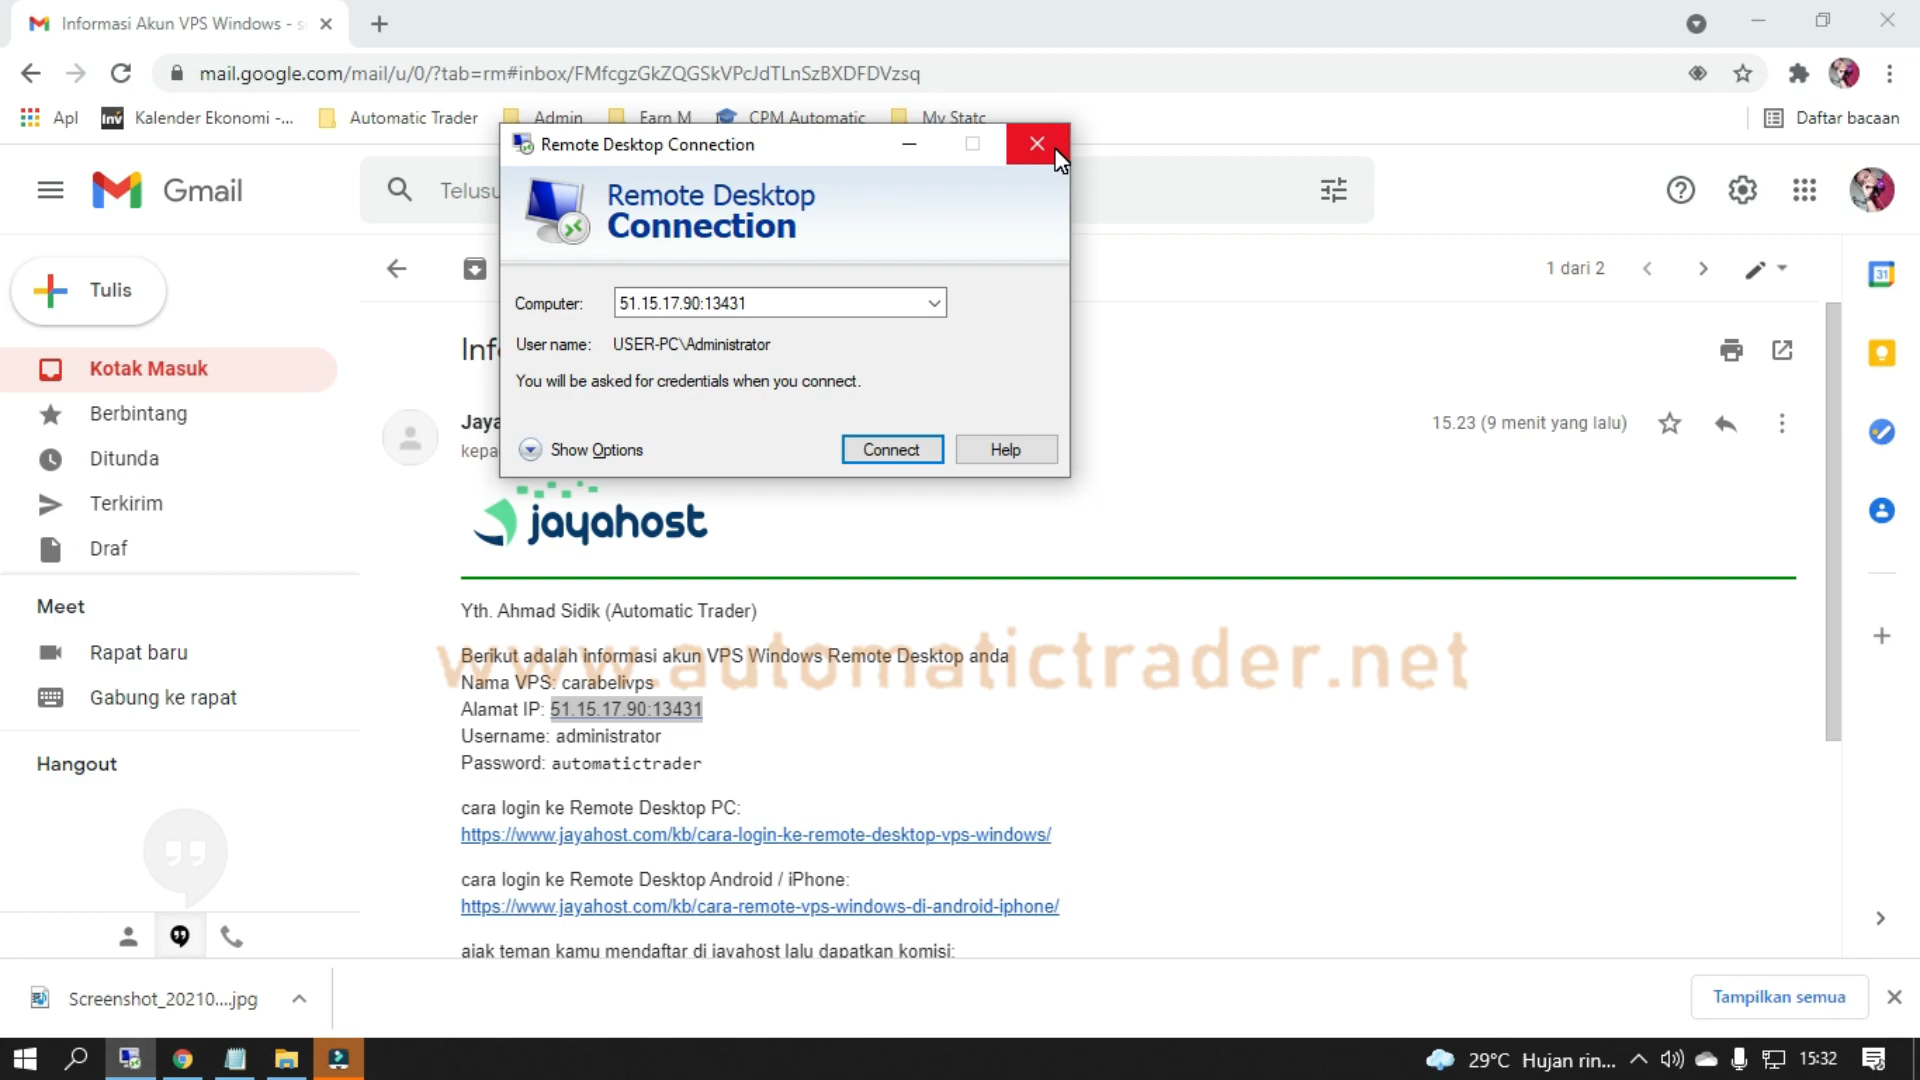 Informasi Akun VPS Windows - s
mail.google.com/mail/u/0/?tab=rm#inbox/FMfcgzGkZQGSkVPcJdTLnSzBXDFDVzsq
Apl
Inv
Kalender Ekonomi -...
Automatic Trader
Admin
Earn M
CPM Automatic
My Statc
Daftar bacaan
Remote Desktop Connection
Gmail
Telusu
Remote Desktop
Connection
Tulis
1 dari 2
31
Computer:
51.15.17.90:13431
Inf
User name:
USER-PC\Administrator
Kotak Masuk
You will be asked for credentials when you connect.
Berbintang
Jaya
15.23 (9 menit yang lalu)
kepa
Show Options
Connect
Help
Ditunda
Terkirim
jayahost
Draf
Meet
Yth. Ahmad Sidik (Automatic Trader)
www.automatictrader.net
Rapat baru
Berikut adalah informasi akun VPS Windows Remote Desktop anda
Nama VPS: carabelivps
Gabung ke rapat
Alamat IP: 51.15.17.90:13431
Username: administrator
Hangout
Password: automatictrader
cara login ke Remote Desktop PC:
https://www.jayahost.com/kb/cara-login-ke-remote-desktop-vps-windows/
cara login ke Remote Desktop Android / iPhone:
https://www.jayahost.com/kb/cara-remote-vps-windows-di-android-iphone/
ajak teman kamu mendaftar di jayahost lalu dapatkan komisi:
Screenshot_20210....jpg
Tampilkan semua
29°C Hujan rin...
15:32